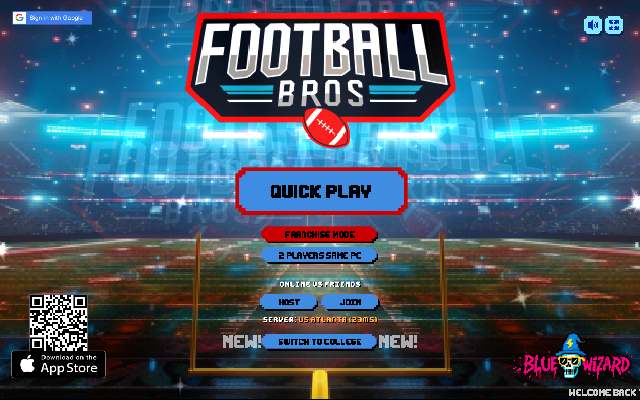 Sign in with Google
FOOTBALL
BROS
QUICK PLAY
FRANCHISE MODE
2 PLAYERS SAME PC
ONLINE VS FRIENDS
HOST
JOIN
SERVER: US ATLANTA (23MS)
NEW! SWITCH TO COLLEGE NEW!
Download on the
App Store
BLUE WIZARD
WELCOME BACK